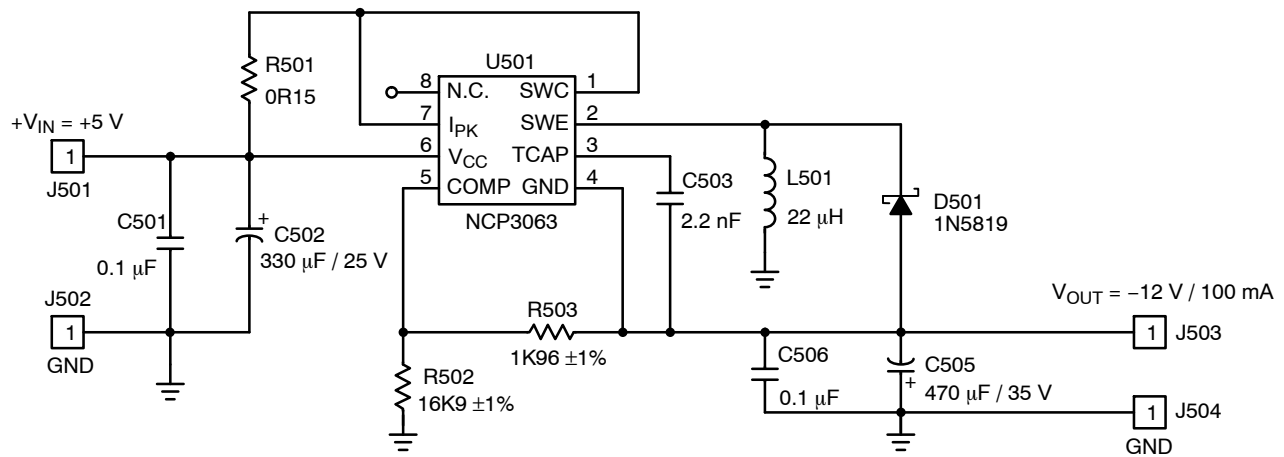 R501
0R15
U501
8 N.C. SWC 1
7 IPK SWE 2
6 VCC TCAP 3
5 COMP GND 4
NCP3063
+VIN = +5 V
1
J501
C501
0.1 μF
+
C502
330 μF / 25 V
J502
1
GND
C503
2.2 nF
L501
22 μH
D501
1N5819
R503
1K96 ±1%
R502
16K9 ±1%
VOUT = −12 V / 100 mA
1 J503
C506
0.1 μF
C505
+
470 μF / 35 V
1 J504
GND